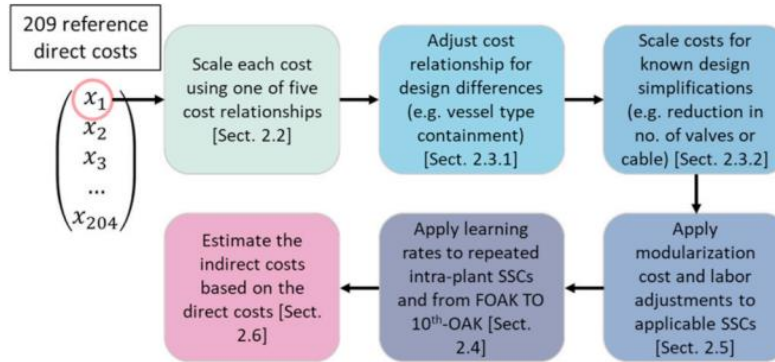 209 reference
direct costs
x₁
x₂
x₃
...
x₂₀₄
Scale each cost
using one of five
cost relationships
[Sect. 2.2]
Adjust cost
relationship for
design differences
(e.g. vessel type
containment)
[Sect. 2.3.1]
Scale costs for
known design
simplifications
(e.g. reduction in
no. of valves or
cable) [Sect. 2.3.2]
Apply
modularization
cost and labor
adjustments to
applicable SSCs
[Sect. 2.5]
Apply learning
rates to repeated
intra-plant SSCs
and from FOAK TO
10th-OAK [Sect.
2.4]
Estimate the
indirect costs
based on the
direct costs [Sect.
2.6]